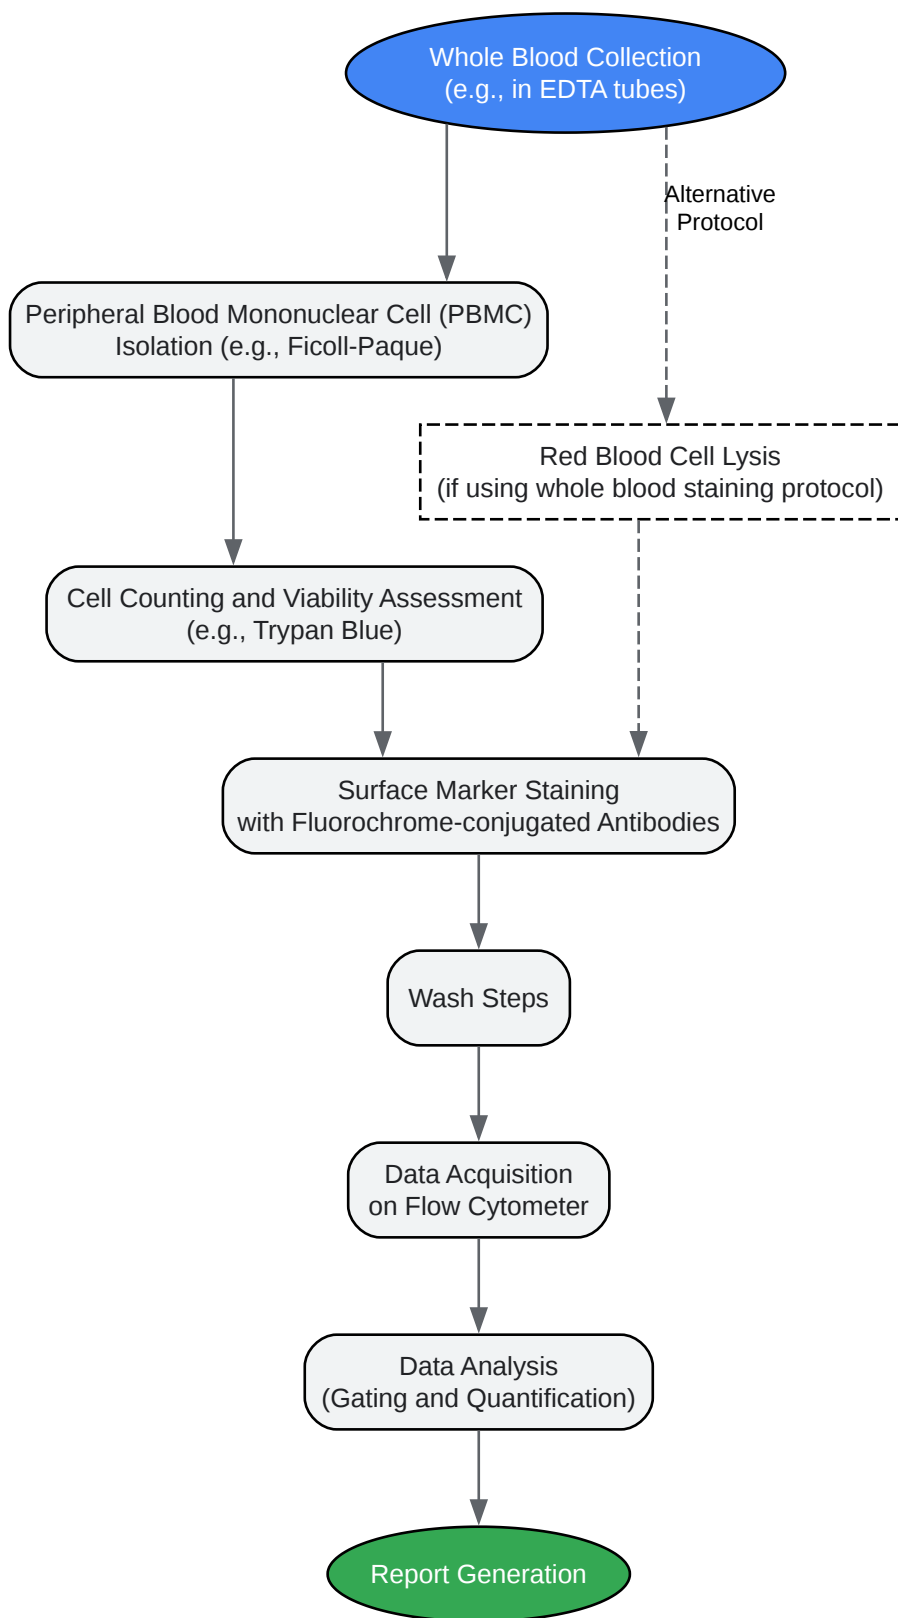 Whole Blood Collection
(e.g., in EDTA tubes)
Alternative
Protocol
Peripheral Blood Mononuclear Cell (PBMC)
Isolation (e.g., Ficoll-Paque)
Red Blood Cell Lysis
(if using whole blood staining protocol)
Cell Counting and Viability Assessment
(e.g., Trypan Blue)
Surface Marker Staining
with Fluorochrome-conjugated Antibodies
Wash Steps
Data Acquisition
on Flow Cytometer
Data Analysis
(Gating and Quantification)
Report Generation